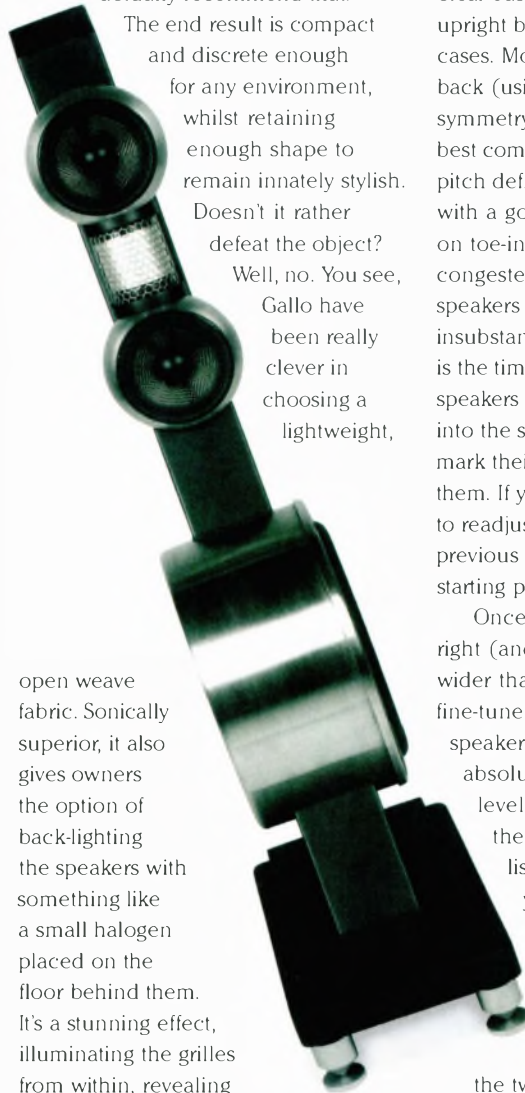 actually recommend that.
The end result is compact
and discrete enough
for any environment,
whilst retaining
enough shape to
remain innately stylish.
Doesn't it rather
defeat the object?
Well, no. You see,
Gallo have
been really
clever in
choosing a
lightweight,
open weave
fabric. Sonically
superior, it also
gives owners
the option of
back-lighting
the speakers with
something like
a small halogen
placed on the
floor behind them.
It's a stunning effect,
illuminating the grilles
from within, revealing
upright b
cases. Mo
back (usi
symmetry
best com
pitch def
with a go
on toe-in
congeste
speakers
insubstan
is the tim
speakers
into the s
mark thei
them. If y
to readjus
previous
starting p
Once
right (and
wider tha
fine-tune
speaker
absolu
level
the
lis
y
the tw